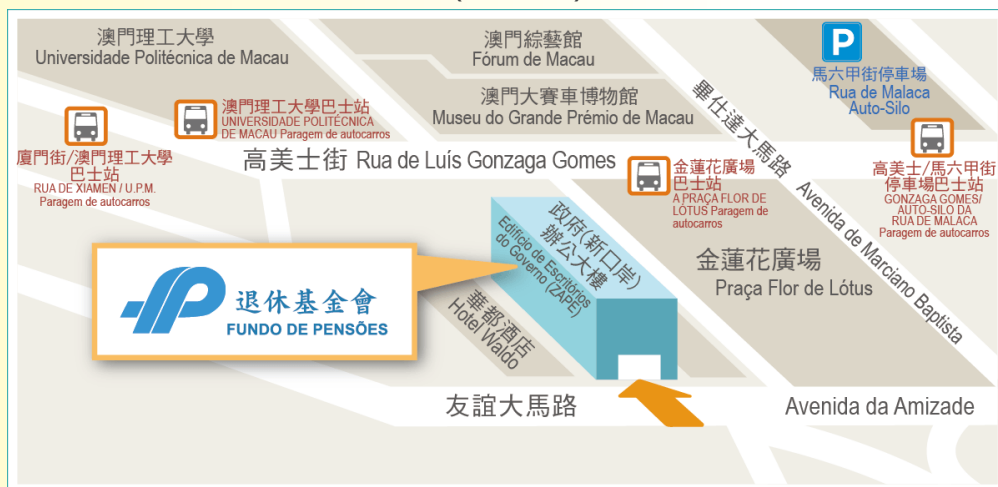 澳門理工大學
Universidade Politécnica de Macau
澳門綜藝館
Fórum de Macau
P
馬六甲街停車場
Rua de Malaca
Auto-Silo
澳門理工大學巴士站
UNIVERSIDADE POLITÉCNICA
DE MACAU Paragem de autocarros
澳門大賽車博物館
Museu do Grande Prémio de Macau
畢仕達大馬路 Avenida de Marciano Baptista
廈門街/澳門理工大學
巴士站
RUA DE XIAMEN / U.P.M.
Paragem de autocarros
高美士街 Rua de Luís Gonzaga Gomes
金蓮花廣場
巴士站
A PRAÇA FLOR DE
LÓTUS Paragem de
autocarros
高美士/馬六甲街
停車場巴士站
GONZAGA GOMES/
AUTO-SILO DA
RUA DE MALACA
Paragem de autocarros
政府(新口岸)
辦公大樓
Edifício de Escritórios
do Governo (ZAPE)
金蓮花廣場
Praça Flor de Lótus
退休基金會
FUNDO DE PENSÕES
華都酒店
Hotel Waldo
友誼大馬路
Avenida da Amizade